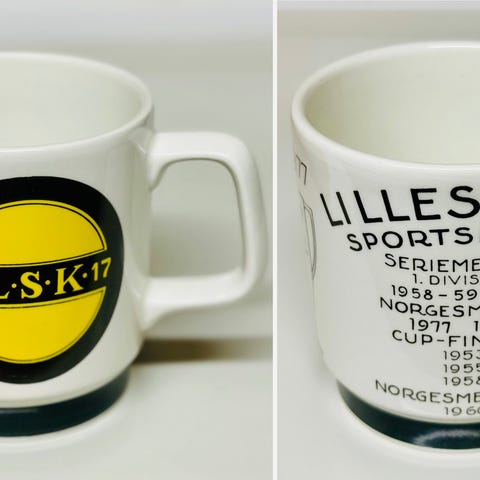 L·S·K·17
77
LILLES
SPORTS
SERIEME
1. DIVIS
1958-59
NORGESM
1977 1
CUP-FIN
1953
1955
1958
NORGESME
1960